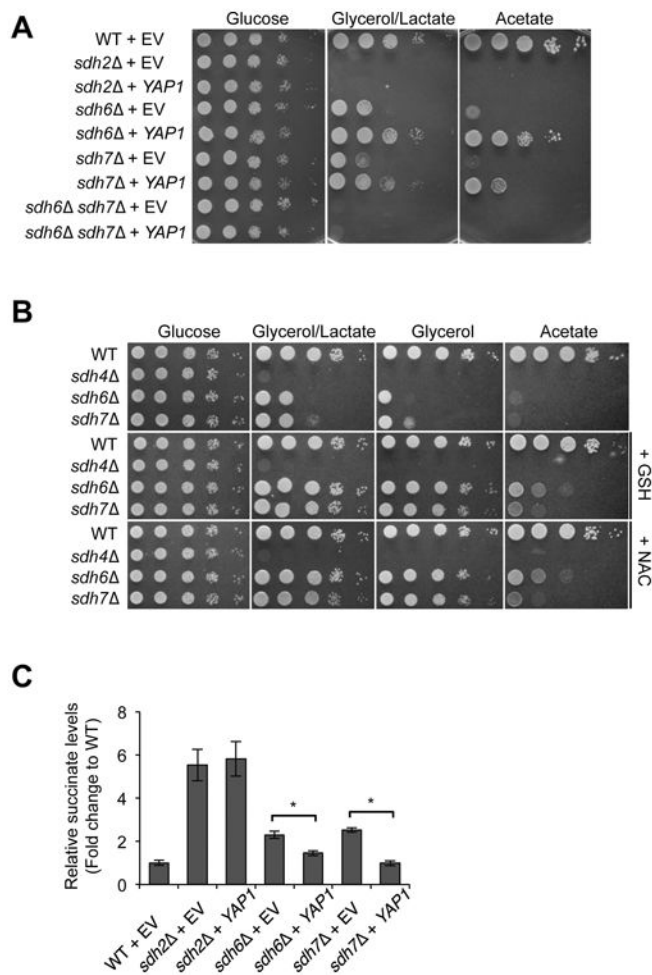 A
Glucose Glycerol/Lactate Acetate
WT + EV
sdh2Δ + EV
sdh2Δ + YAP1
sdh6Δ + EV
sdh6Δ + YAP1
sdh7Δ + EV
sdh7Δ + YAP1
sdh6Δ sdh7Δ + EV
sdh6Δ sdh7Δ + YAP1
B
Glucose Glycerol/Lactate Glycerol Acetate
WT
sdh4Δ
sdh6Δ
sdh7Δ
WT
sdh4Δ
sdh6Δ
sdh7Δ
+ GSH
WT
sdh4Δ
sdh6Δ
sdh7Δ
+ NAC
C
Relative succinate levels
(Fold change to WT)
8
6
4
2
0
* *
WT + EV
sdh2Δ + EV
sdh2Δ + YAP1
sdh6Δ + EV
sdh6Δ + YAP1
sdh7Δ + EV
sdh7Δ + YAP1